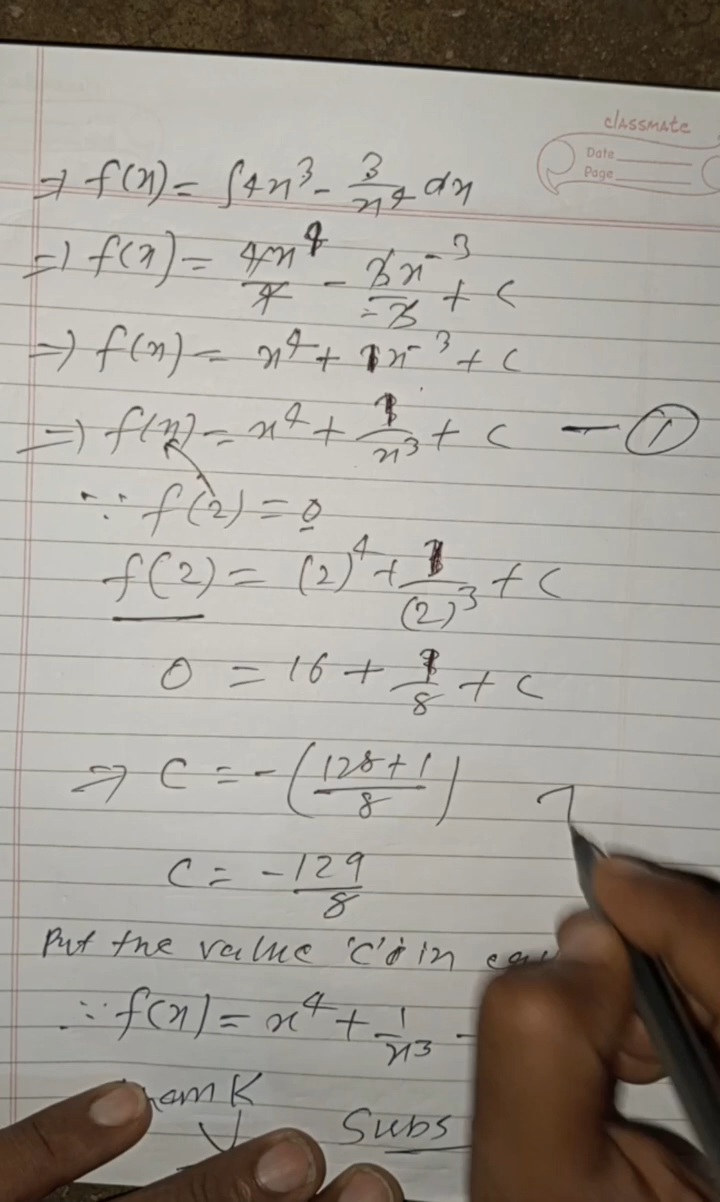 classmate
Date
Page
⇒ f(x) = ∫4x³ - 3/x⁴ dx
⇒ f(x) = 4x⁴/4 - 3x⁻³/-3 + C
⇒ f(x) = x⁴ + 1x⁻³ + C
⇒ f(x) = x⁴ + 1/x³ + C — ①
∵ f(2) = 0
f(2) = (2)⁴ + 1/(2)³ + C
0 = 16 + 1/8 + C
⇒ C = -(128+1/8)
C = -129/8
Put the value 'C' in
∵ f(x) = x⁴ + 1/x³ -
Subs